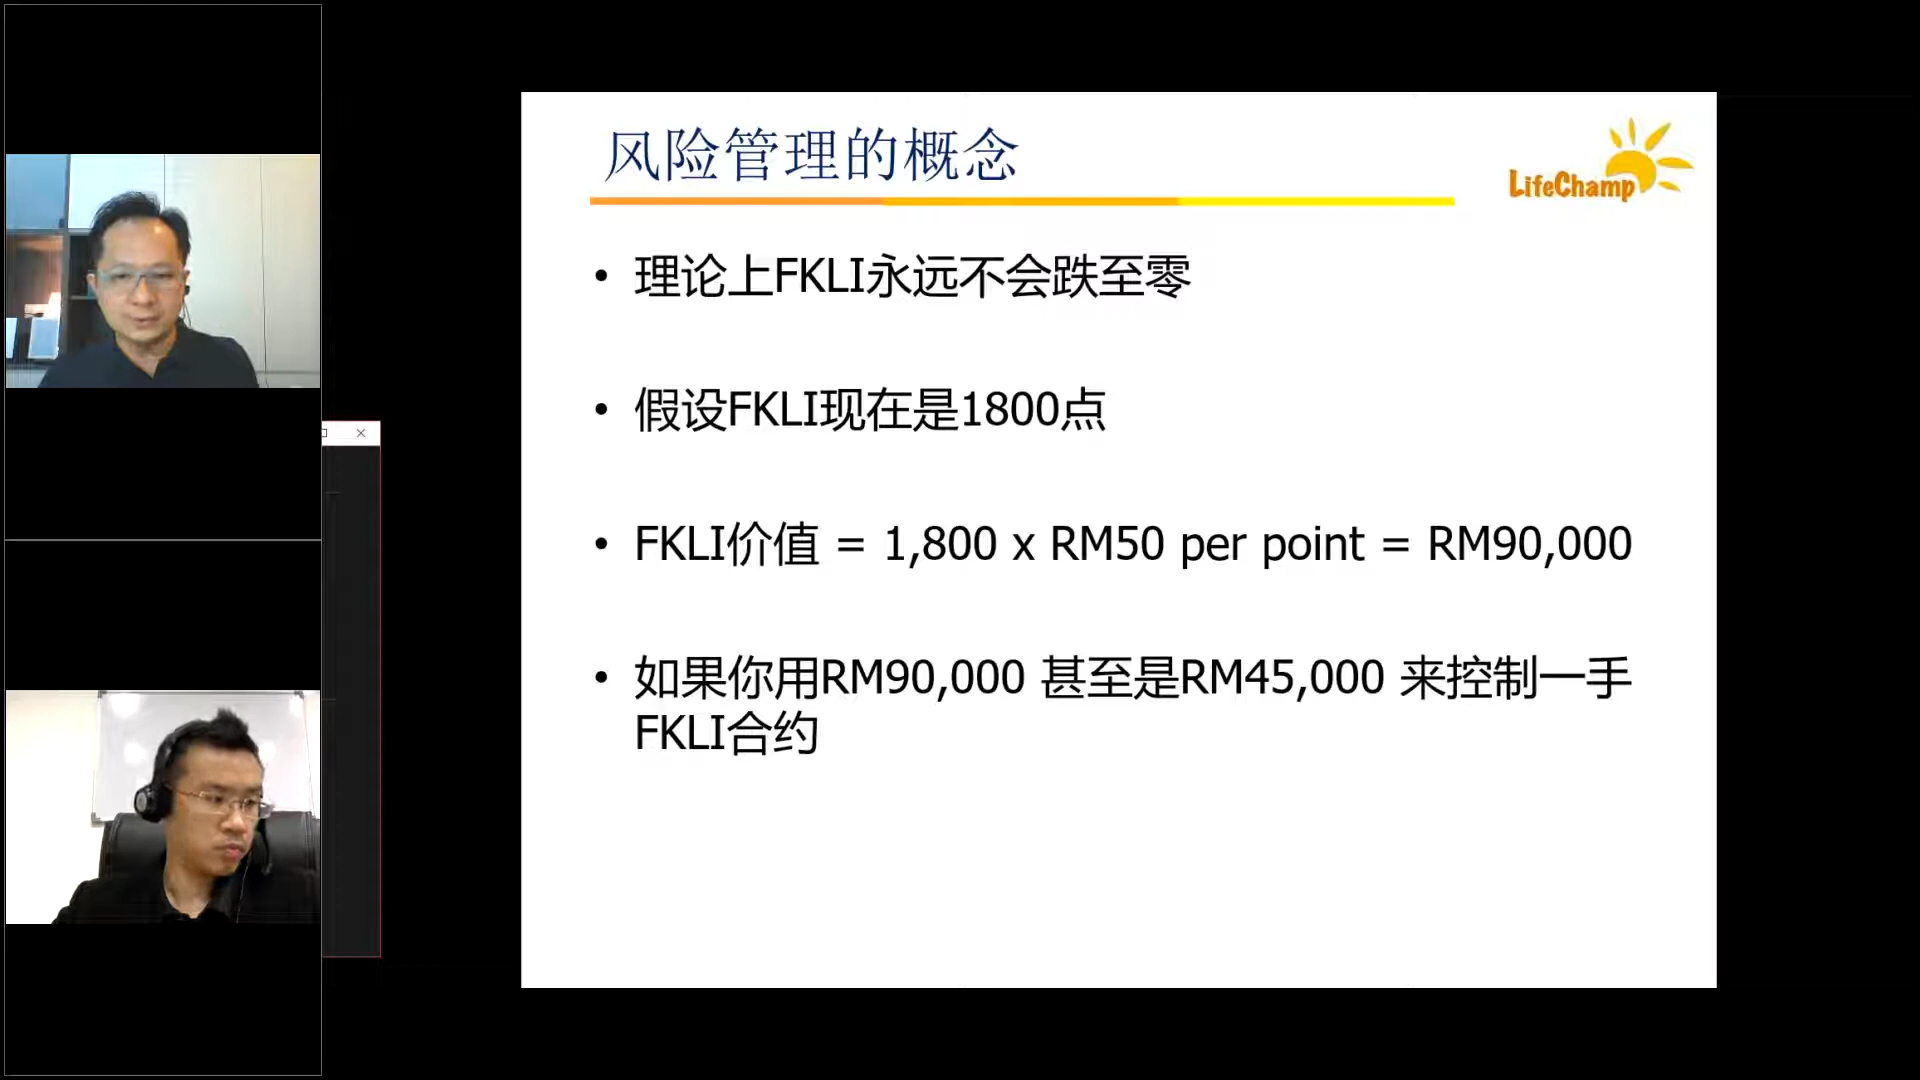 风险管理的概念
LifeChamp
• 理论上FKLI永远不会跌至零
• 假设FKLI现在是1800点
• FKLI价值 = 1,800 x RM50 per point = RM90,000
• 如果你用RM90,000 甚至是RM45,000 来控制一手
FKLI合约